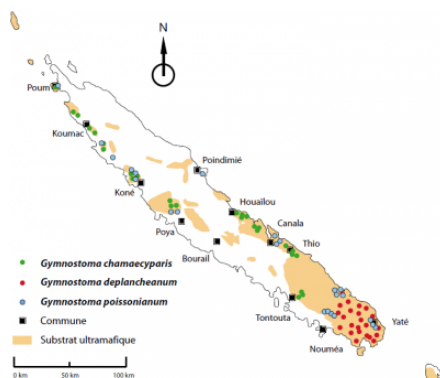 N
Poum
Koumac
Poindimié
Koné
Houaïlou
Canala
Poya
Thio
Bourail
Gymnostoma chamaecyparis
Gymnostoma deplancheanum
Tontouta
Yaté
Gymnostoma poissonianum
Commune
Nouméa
Substrat ultramafique
0 km 50 km 100 km